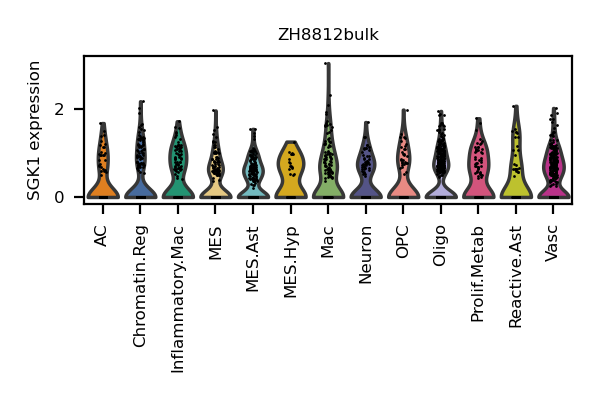 ZH8812bulk
SGK1 expression
2
0
AC
Chromatin.Reg
Inflammatory.Mac
MES
MES.Ast
MES.Hyp
Mac
Neuron
OPC
Oligo
Prolif.Metab
Reactive.Ast
Vasc